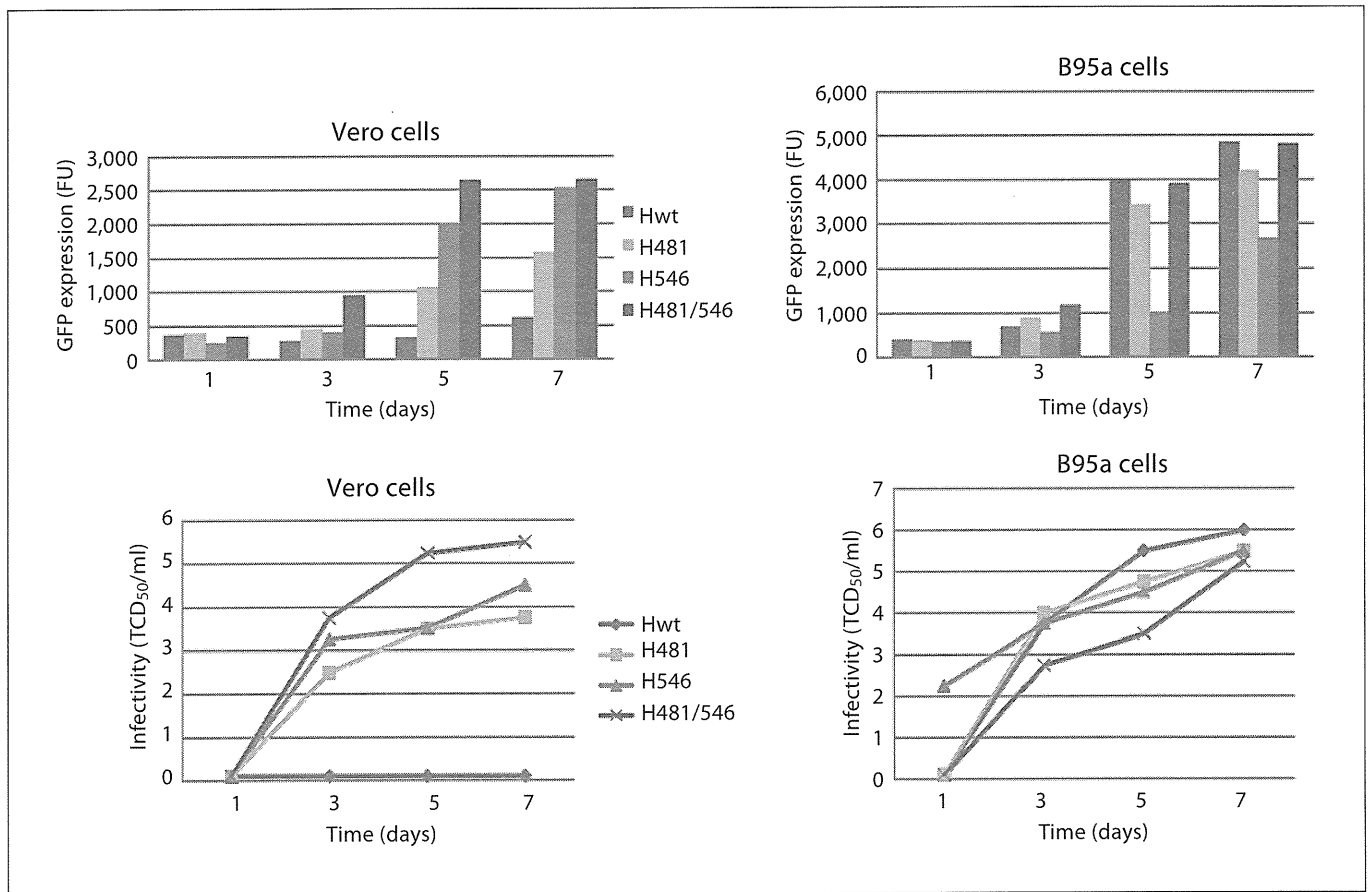 Vero cells
GFP expression (FU)
3,000
2,500
2,000
1,500
1,000
500
0
1 3 5 7
Time (days)
Hwt
H481
H546
H481/546
B95a cells
GFP expression (FU)
6,000
5,000
4,000
3,000
2,000
1,000
0
1 3 5 7
Time (days)
Vero cells
Infectivity (TCD50/ml)
6
5
4
3
2
1
0
1 3 5 7
Time (days)
Hwt
H481
H546
H481/546
B95a cells
Infectivity (TCD50/ml)
7
6
5
4
3
2
1
0
1 3 5 7
Time (days)